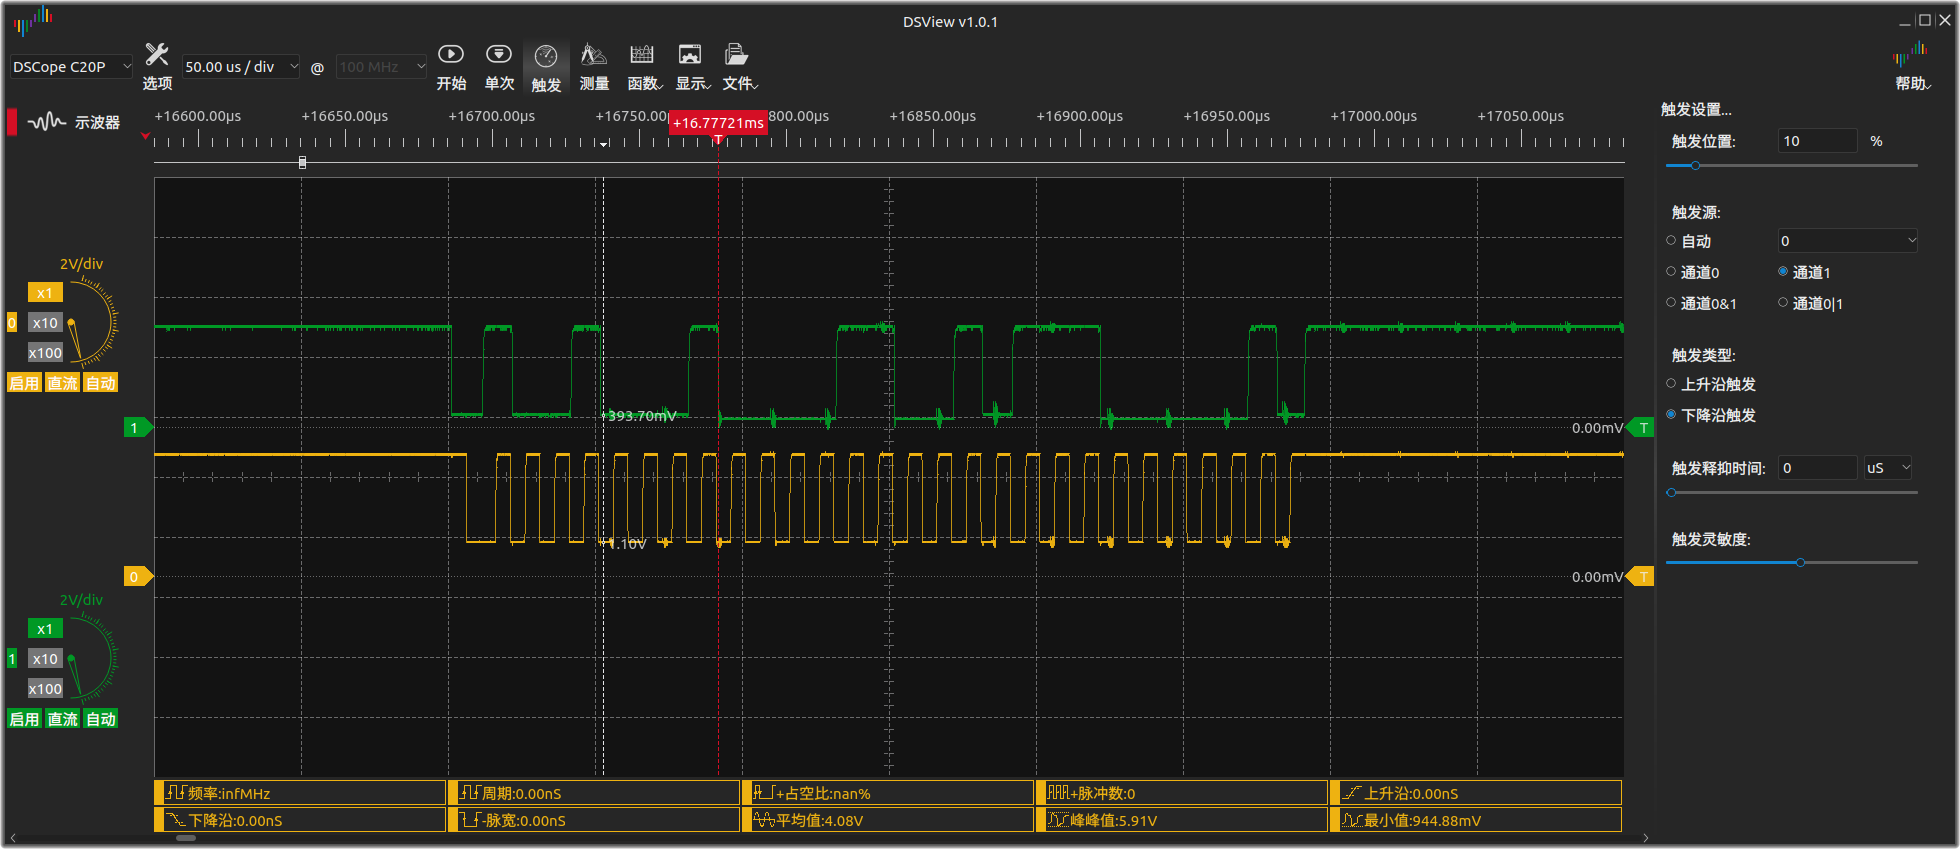 DSView v1.0.1
DSCope C20P
选项
50.00 us / div
@
100 MHz
开始
单次
触发
测量
函数
显示
文件
帮助
示波器
+16600.00μs
+16650.00μs
+16700.00μs
+16750.00
+16.77721ms
T
800.00μs
+16850.00μs
+16900.00μs
+16950.00μs
+17000.00μs
+17050.00μs
2V/div
x1
0
x10
x100
启用 直流 自动
1
0
2V/div
x1
1
x10
x100
启用 直流 自动
393.70mV
1.10V
0.00mV
T
0.00mV
T
频率:infMHz
周期:0.00nS
+占空比:nan%
+脉冲数:0
上升沿:0.00nS
下降沿:0.00nS
-脉宽:0.00nS
平均值:4.08V
峰峰值:5.91V
最小值:944.88mV
触发设置...
触发位置:
10
%
触发源:
自动
0
通道0
通道1
通道0&1
通道0|1
触发类型:
上升沿触发
下降沿触发
触发释抑时间:
0
uS
触发灵敏度: